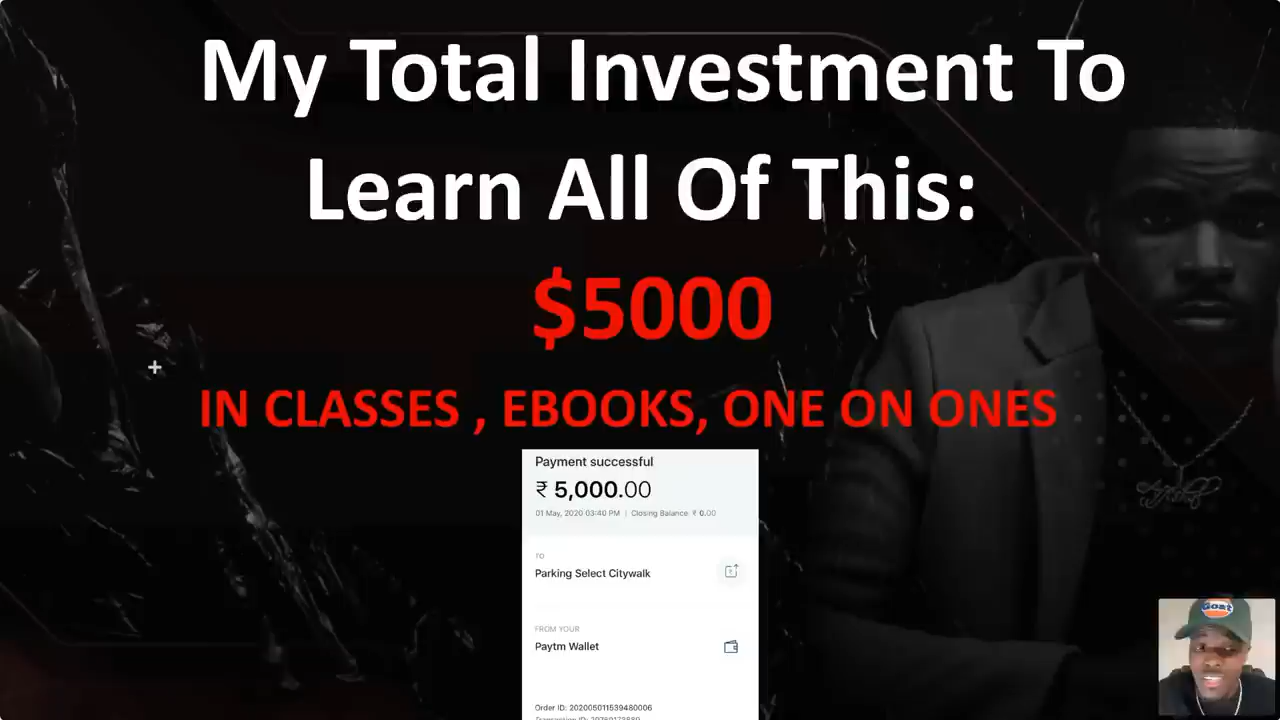 My Total Investment To
Learn All Of This:
$5000
IN CLASSES , EBOOKS, ONE ON ONES
Payment successful
₹ 5,000.00
01 May, 2020 03:40 PM | Closing Balance: ₹ 0.00
TO
Parking Select Citywalk
FROM YOUR
Paytm Wallet
Order ID: 202005011539480006
Goat